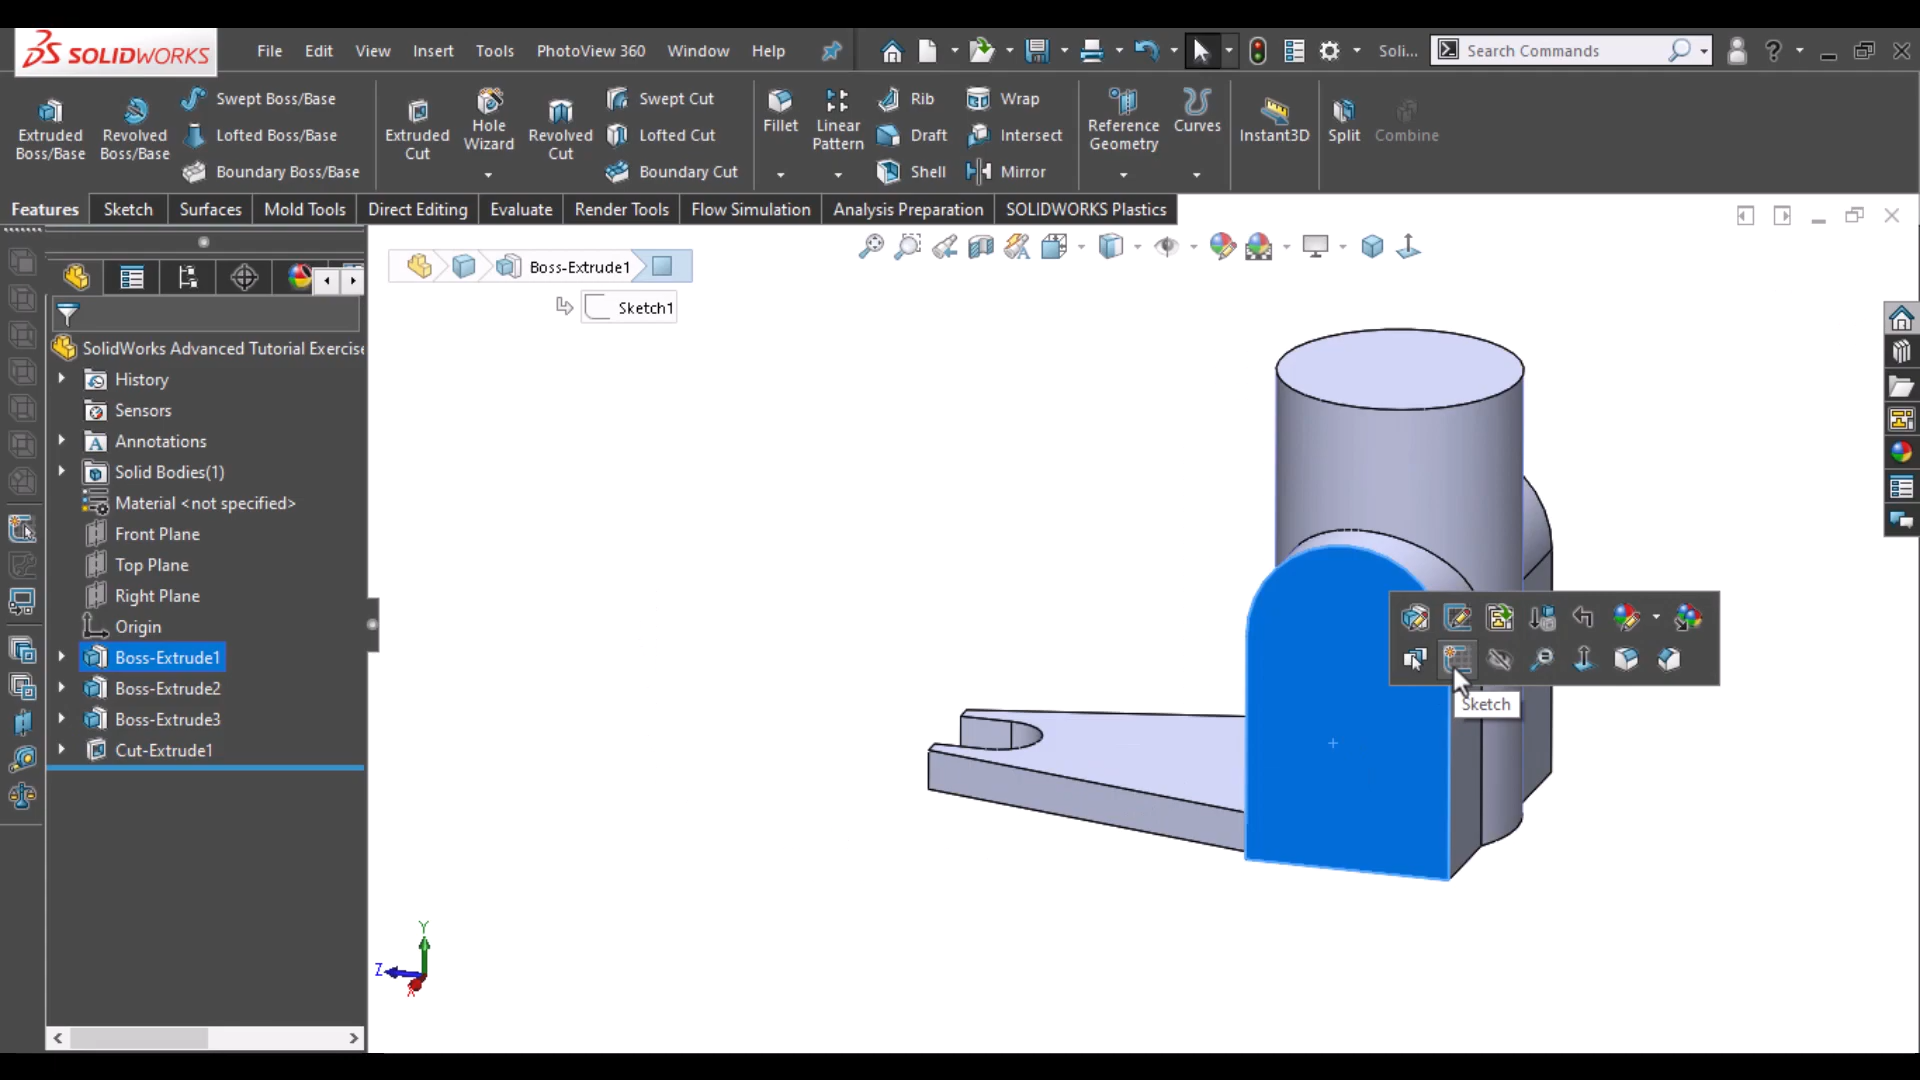 SOLIDWORKS File Edit View Insert Tools PhotoView 360 Window Help Soli... Search Commands
Extruded Boss/Base
Revolved Boss/Base
Swept Boss/Base
Lofted Boss/Base
Boundary Boss/Base
Extruded Cut
Hole Wizard
Revolved Cut
Swept Cut
Lofted Cut
Boundary Cut
Fillet
Linear Pattern
Rib
Draft
Shell
Wrap
Intersect
Mirror
Reference Geometry
Curves
Instant3D
Split
Combine
Features Sketch Surfaces Mold Tools Direct Editing Evaluate Render Tools Flow Simulation Analysis Preparation SOLIDWORKS Plastics
Boss-Extrude1
Sketch1
SolidWorks Advanced Tutorial Exercise
History
Sensors
Annotations
Solid Bodies(1)
Material <not specified>
Front Plane
Top Plane
Right Plane
Origin
Boss-Extrude1
Boss-Extrude2
Boss-Extrude3
Cut-Extrude1
Sketch
Y
Z
X